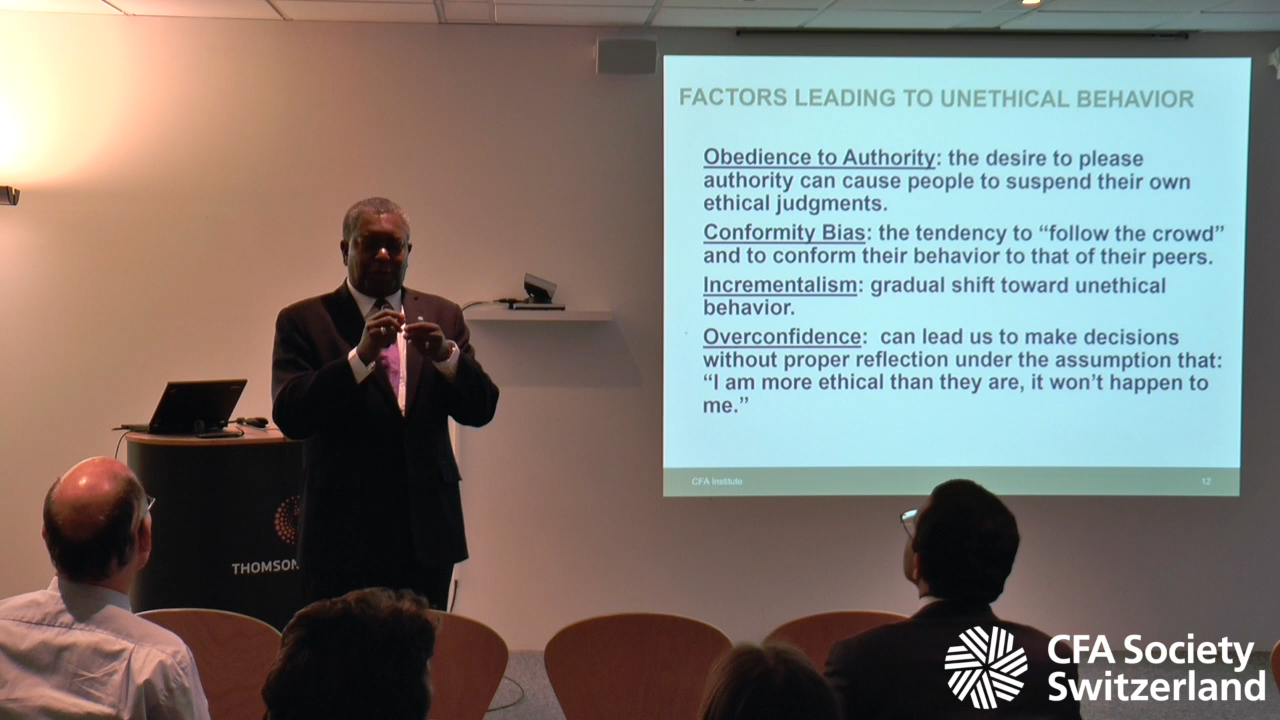 FACTORS LEADING TO UNETHICAL BEHAVIOR
Obedience to Authority: the desire to please
authority can cause people to suspend their own
ethical judgments.
Conformity Bias: the tendency to “follow the crowd”
and to conform their behavior to that of their peers.
Incrementalism: gradual shift toward unethical
behavior.
Overconfidence:  can lead us to make decisions
without proper reflection under the assumption that:
“I am more ethical than they are, it won’t happen to
me.”
CFA Institute
12
THOMSON
CFA Society
Switzerland